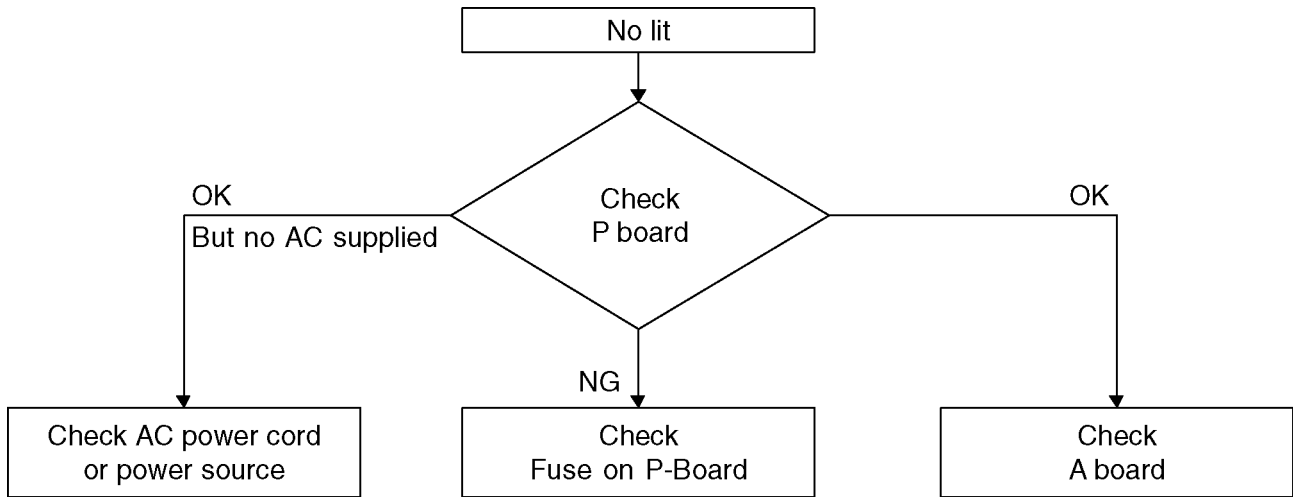 No lit
Check
P board
OK
But no AC supplied
OK
NG
Check AC power cord
or power source
Check
Fuse on P-Board
Check
A board